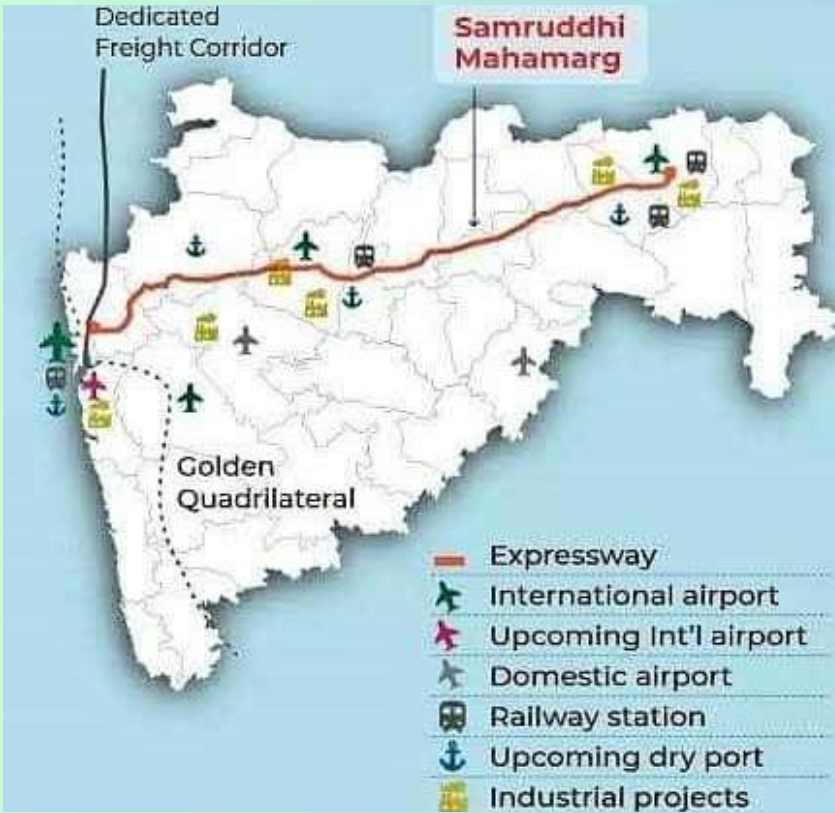 Dedicated
Freight Corridor
Samruddhi
Mahamarg
Golden
Quadrilateral
Expressway
International airport
Upcoming Int'l airport
Domestic airport
Railway station
Upcoming dry port
Industrial projects